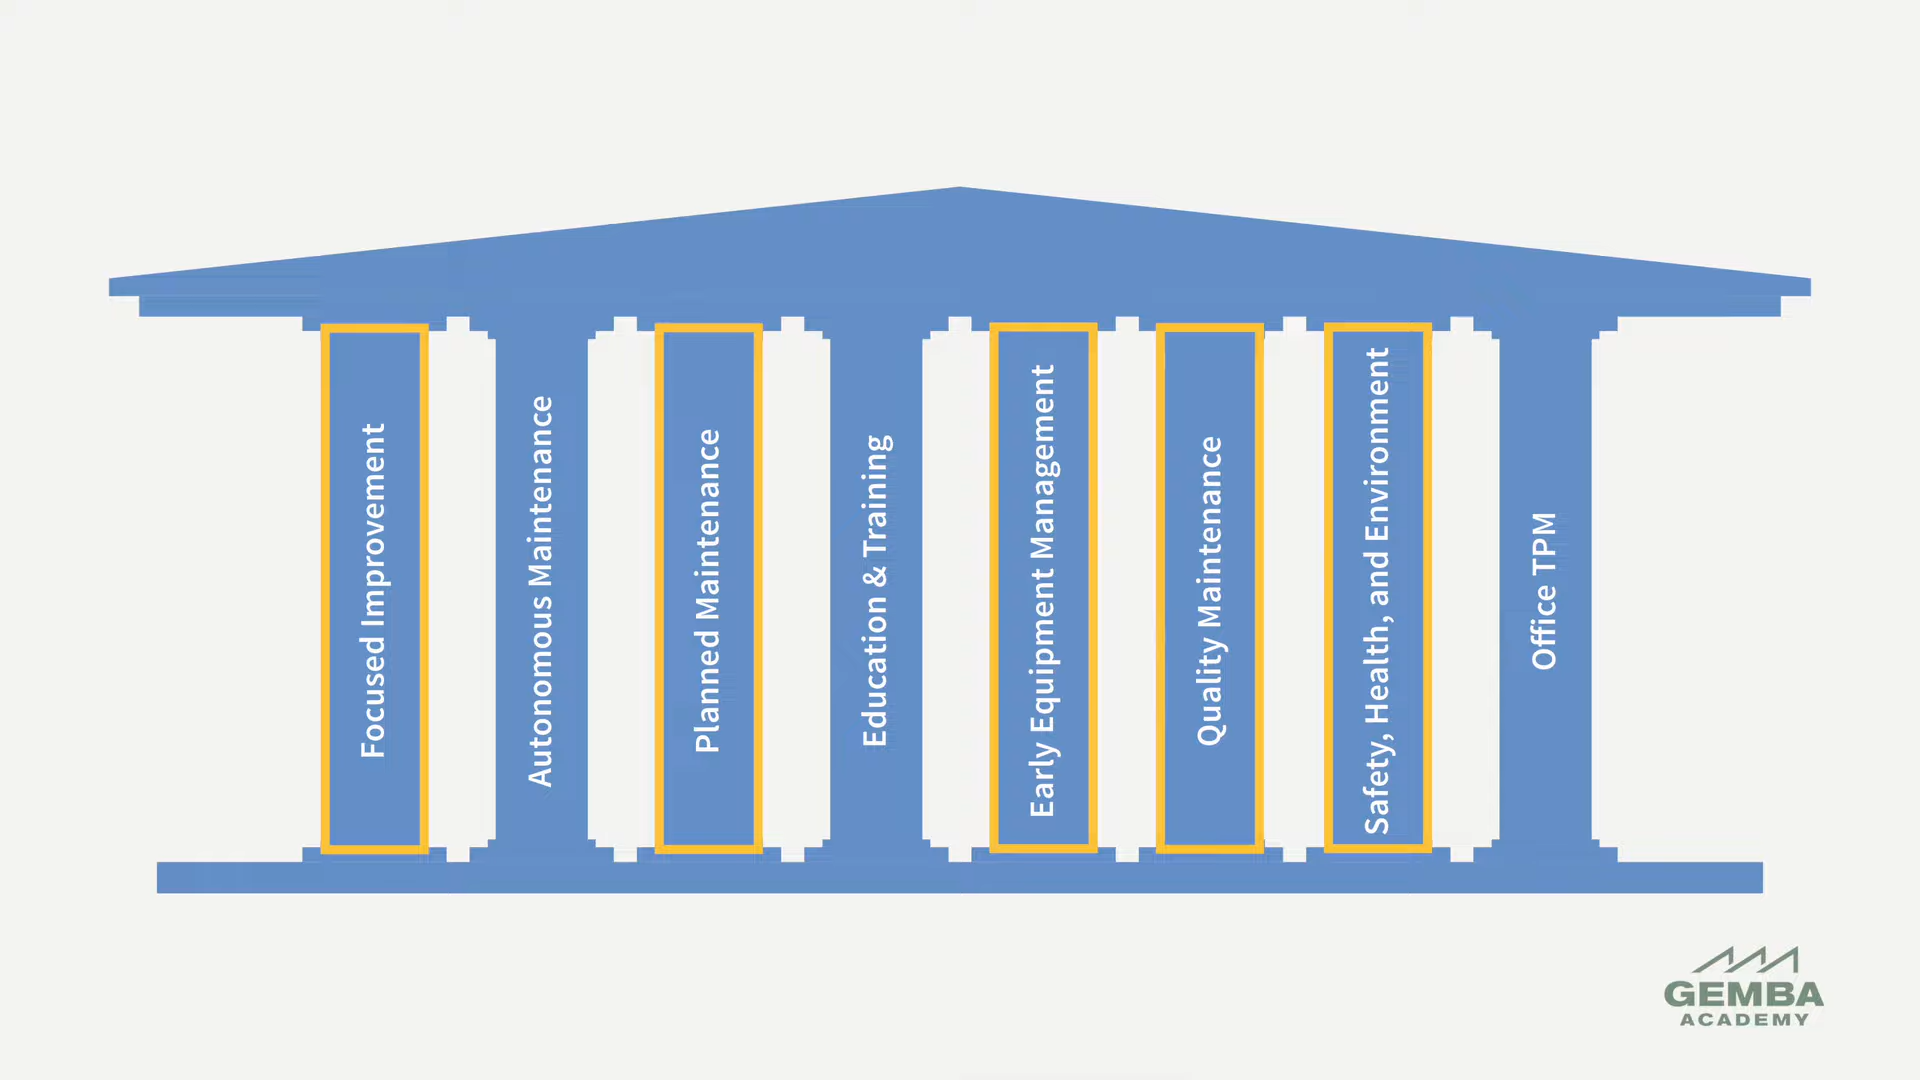 Focused Improvement
Autonomous Maintenance
Planned Maintenance
Education & Training
Early Equipment Management
Quality Maintenance
Safety, Health, and Environment
Office TPM
GEMBA
ACADEMY